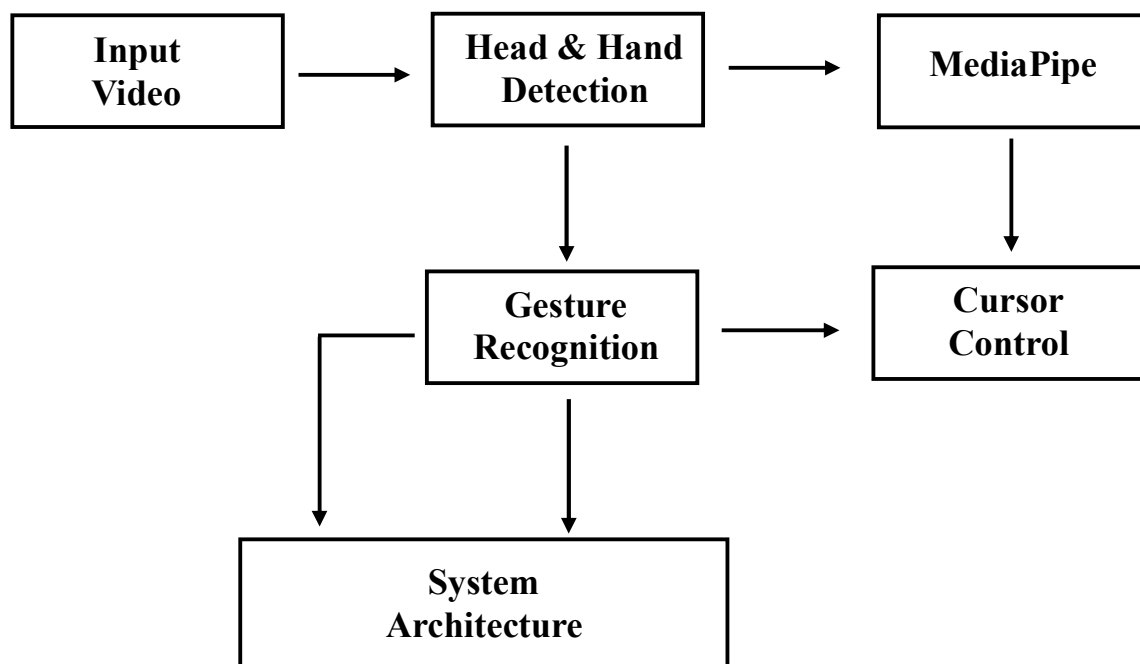 Input
Video
Head & Hand
Detection
MediaPipe
Gesture
Recognition
Cursor
Control
System
Architecture